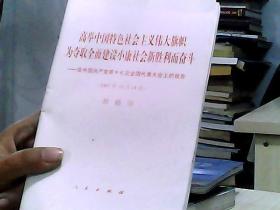 高举中国特色社会主义伟大旗帜
为夺取全面建设小康社会新胜利而奋斗
——在中国共产党第十七次全国代表大会上的报告
人民出版社